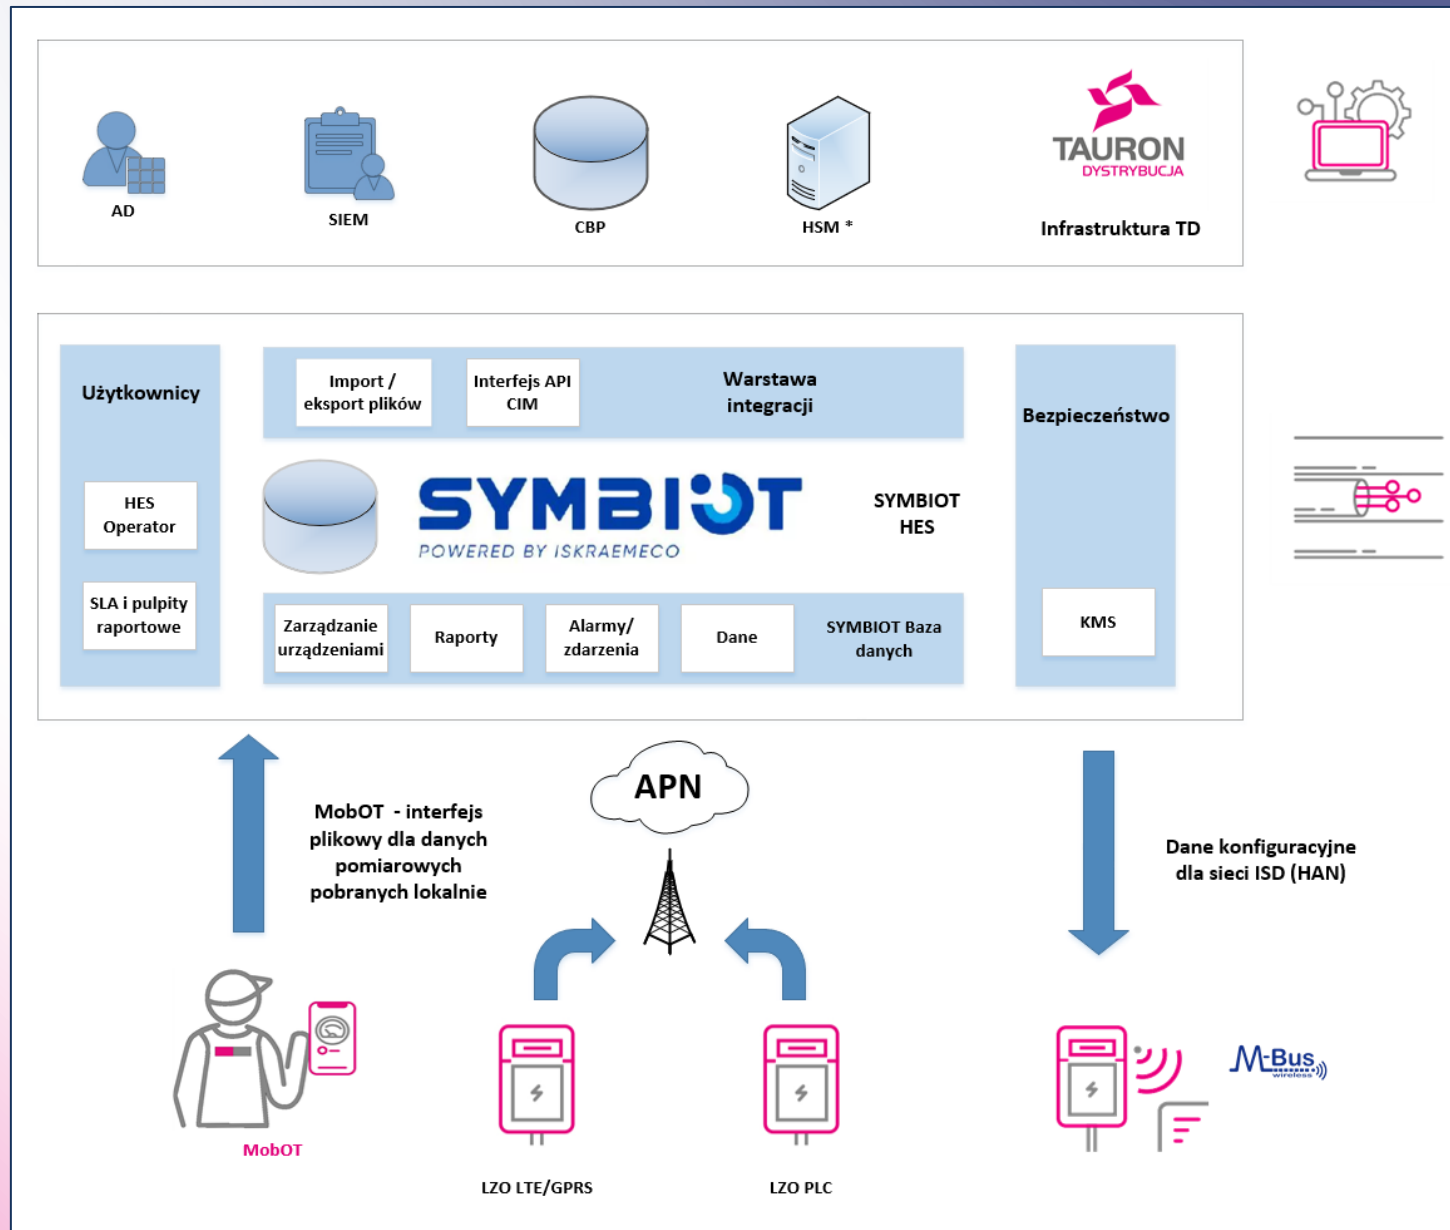 AD
SIEM
CBP
HSM *
TAURON
DYSTRYBUCJA
Infrastruktura TD
Użytkownicy
HES
Operator
SLA i pulpity
raportowe
Import /
eksport plików
Interfejs API
CIM
Warstawa
integracji
SYMBIOT
POWERED BY ISKRAEMECO
SYMBIOT
HES
Zarządzanie
urządzeniami
Raporty
Alarmy/
zdarzenia
Dane
SYMBIOT Baza
danych
Bezpieczeństwo
KMS
MobOT - interfejs
plikowy dla danych
pomiarowych
pobranych lokalnie
APN
Dane konfiguracyjne
dla sieci ISD (HAN)
MobOT
LZO LTE/GPRS
LZO PLC
M-Bus
wireless